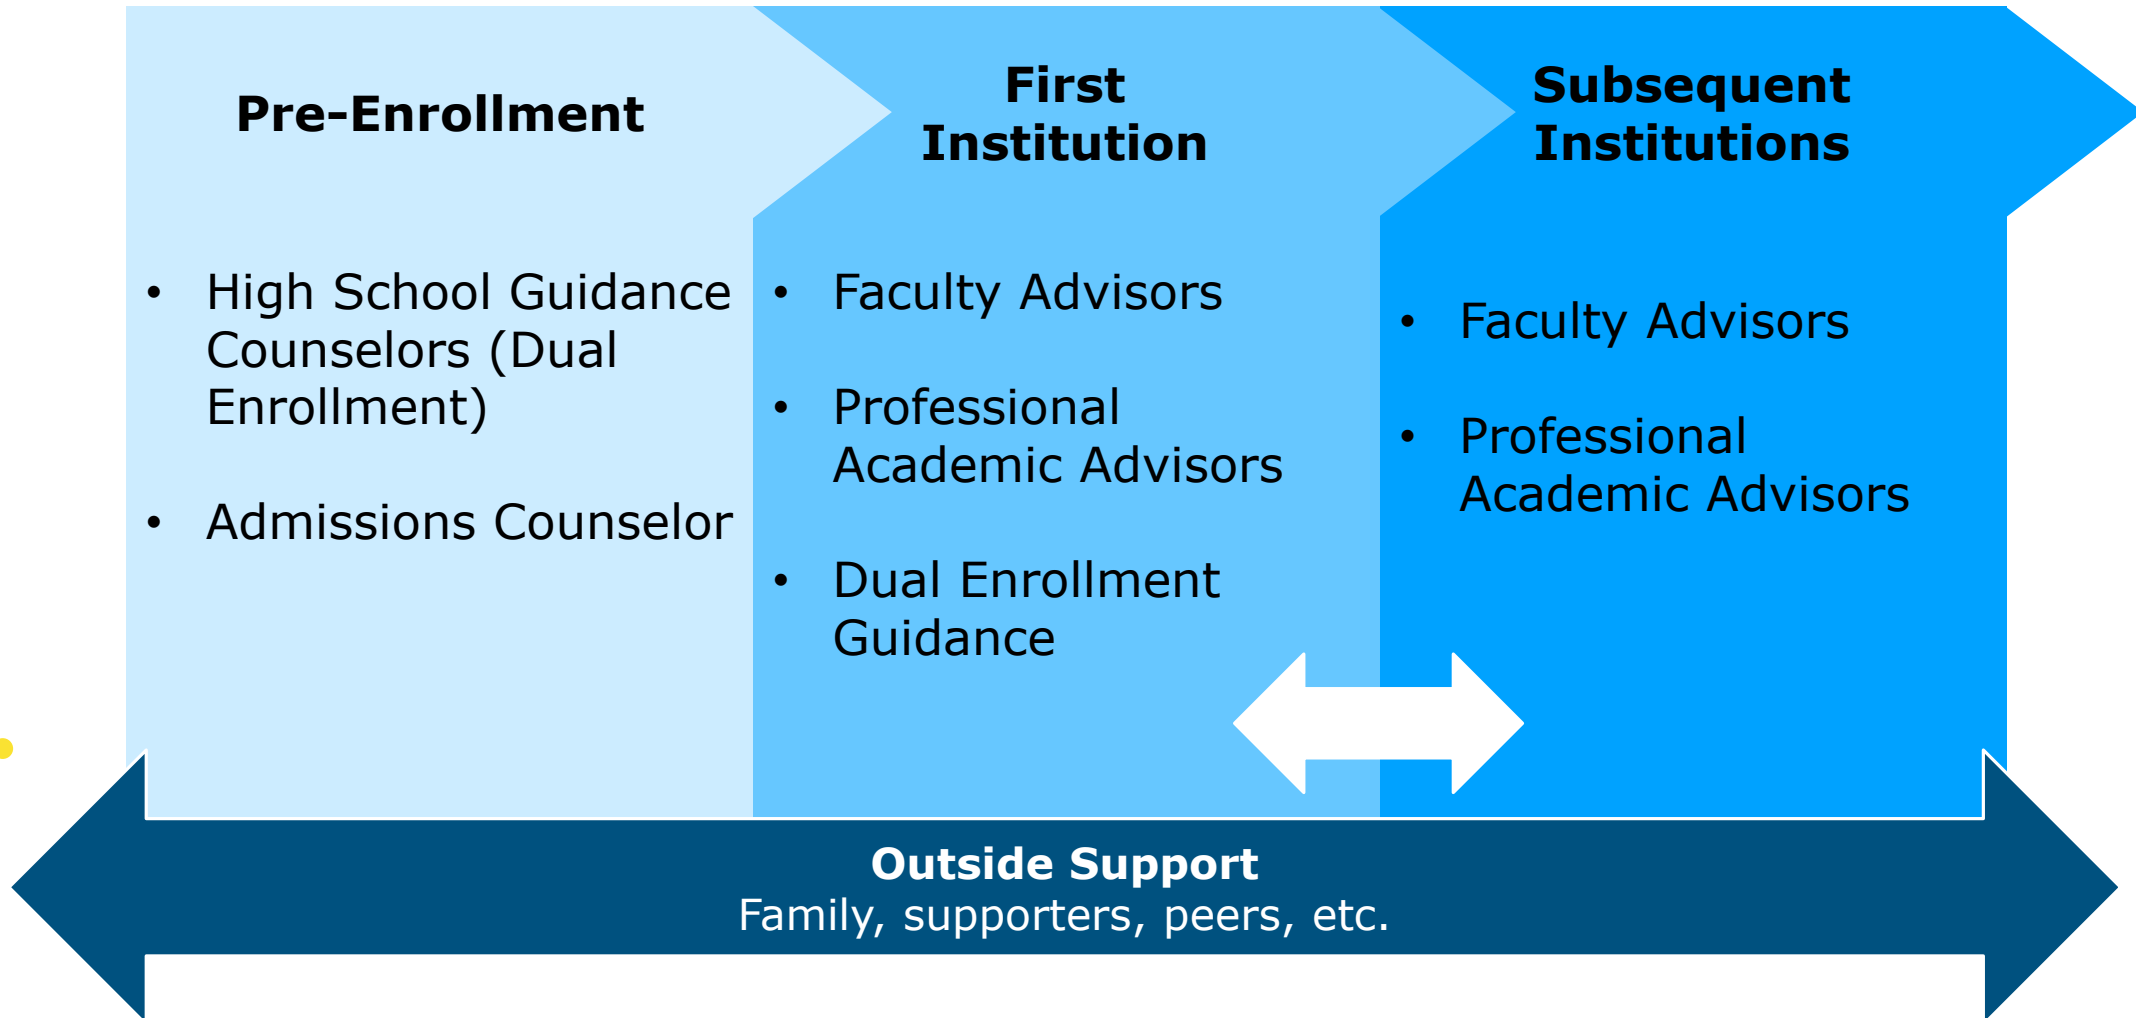 Pre-Enrollment
• High School Guidance
Counselors (Dual
Enrollment)
• Admissions Counselor
First
Institution
• Faculty Advisors
• Professional
Academic Advisors
• Dual Enrollment
Guidance
Subsequent
Institutions
• Faculty Advisors
• Professional
Academic Advisors
Outside Support
Family, supporters, peers, etc.